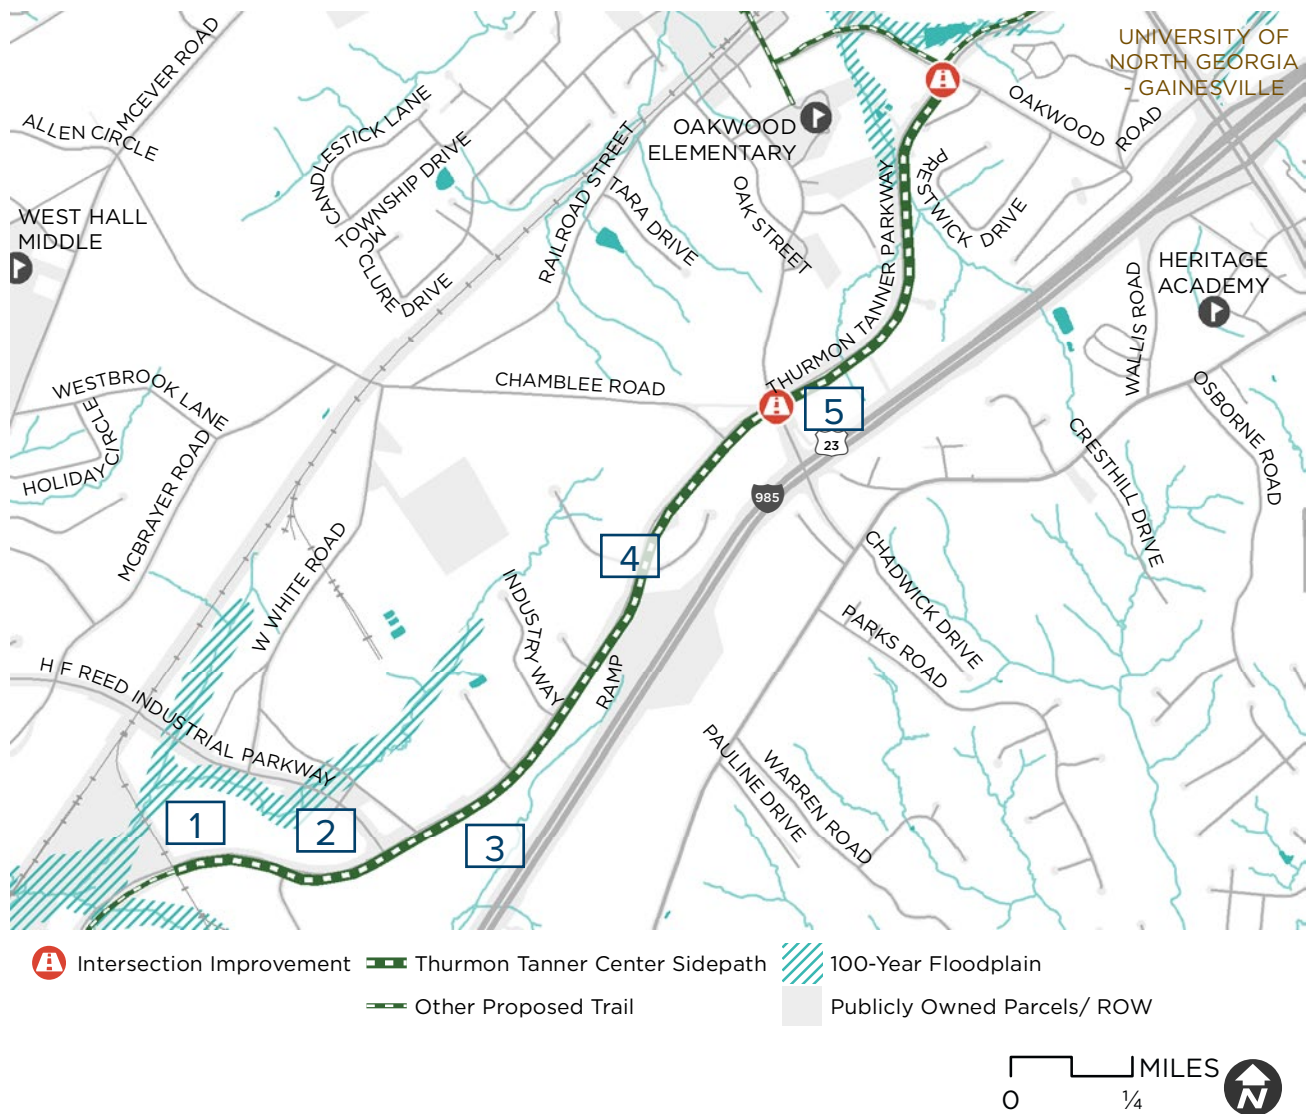 UNIVERSITY OF
NORTH GEORGIA
- GAINESVILLE
MCEVER ROAD
ALLEN CIRCLE
CANDLESTICK LANE
TOWNSHIP DRIVE
MCCLURE DRIVE
RAILROAD STREET
TARA DRIVE
OAKWOOD
ELEMENTARY
OAK STREET
THURMON TANNER PARKWAY
PRESTWICK DRIVE
OAKWOOD ROAD
WEST HALL
MIDDLE
HERITAGE
ACADEMY
WALLIS ROAD
OSBORNE ROAD
CRESTHILL DRIVE
WESTBROOK LANE
HOLIDAY CIRCLE
MCBRAYER ROAD
CHAMBLEE ROAD
5
23
985
4
W WHITE ROAD
INDUSTRY WAY
RAMP
CHADWICK DRIVE
PARKS ROAD
H F REED INDUSTRIAL PARKWAY
PAULINE DRIVE
WARREN ROAD
1
2
3
Intersection Improvement
Thurmon Tanner Center Sidepath
100-Year Floodplain
Other Proposed Trail
Publicly Owned Parcels/ ROW
MILES
0
¼
N